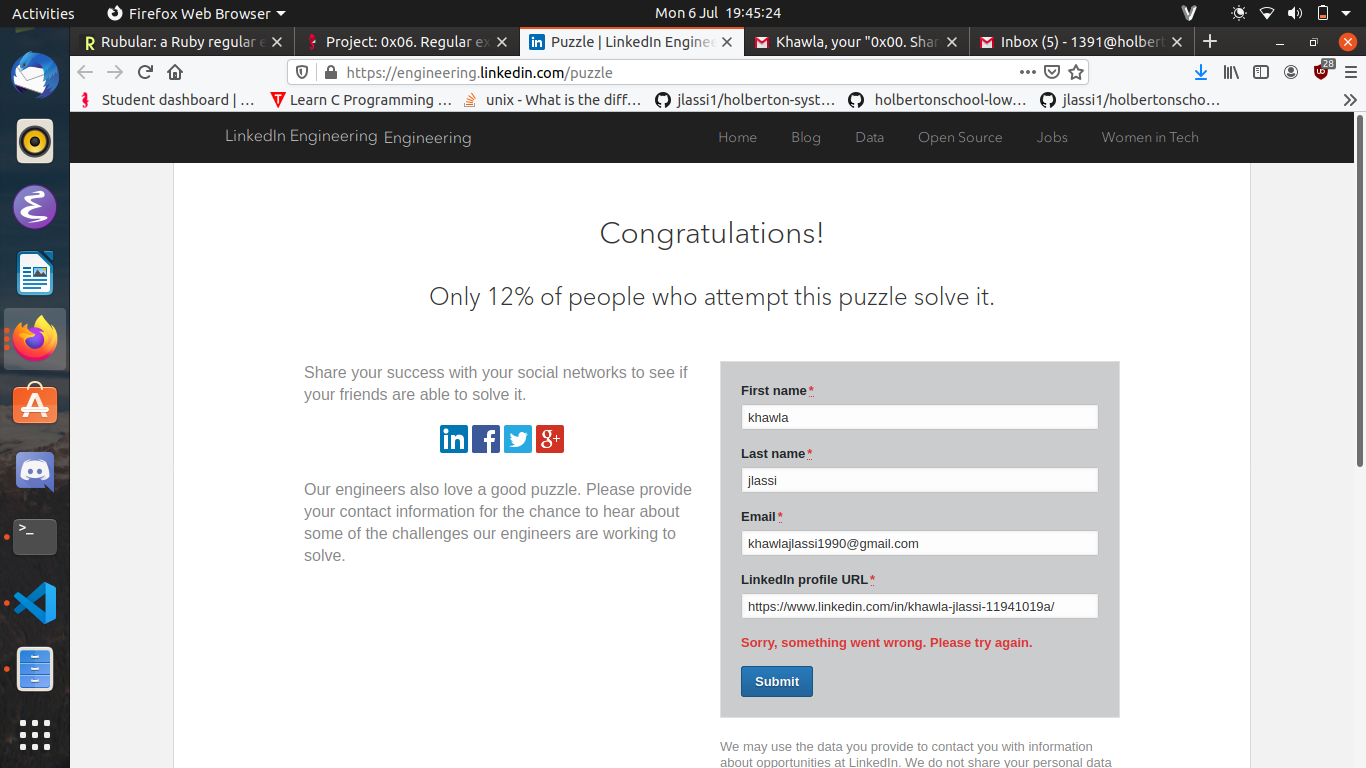 Activities
Firefox Web Browser
Mon 6 Jul 19:45:24
Rubular: a Ruby regular e
Project: 0x06. Regular ex
Puzzle | LinkedIn Enginee
Khawla, your "0x00. Shar
Inbox (5) - 1391@holbert
https://engineering.linkedin.com/puzzle
28
Student dashboard | ...
Learn C Programming ...
unix - What is the diff...
jlassi1/holberton-syst...
holbertonschool-low...
jlassi1/holbertonscho...
LinkedIn Engineering Engineering
Home Blog Data Open Source Jobs Women in Tech
Congratulations!
Only 12% of people who attempt this puzzle solve it.
Share your success with your social networks to see if
your friends are able to solve it.
in f g+
Our engineers also love a good puzzle. Please provide
your contact information for the chance to hear about
some of the challenges our engineers are working to
solve.
First name*
khawla
Last name*
jlassi
Email*
khawlajlassi1990@gmail.com
LinkedIn profile URL*
https://www.linkedin.com/in/khawla-jlassi-11941019a/
Sorry, something went wrong. Please try again.
Submit
We may use the data you provide to contact you with information
about opportunities at LinkedIn. We do not share your personal data